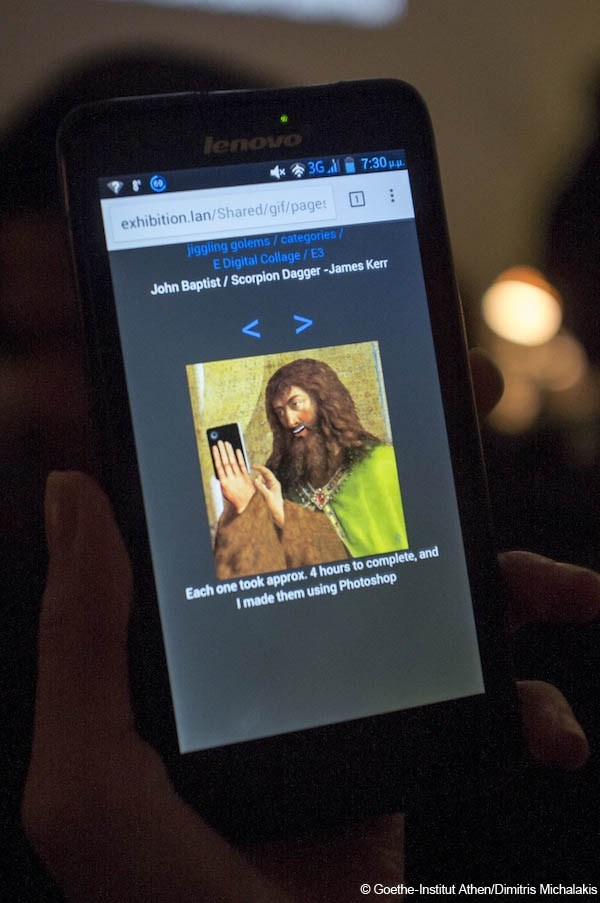 lenovo
69 3G 7:30 μ.μ.
exhibition.lan/Shared/gif/page
1
jiggling golems / categories /
E Digital Collage / E3
John Baptist / Scorpion Dagger -James Kerr
< >
Each one took approx. 4 hours to complete, and
I made them using Photoshop
© Goethe-Institut Athen/Dimitris Michalakis